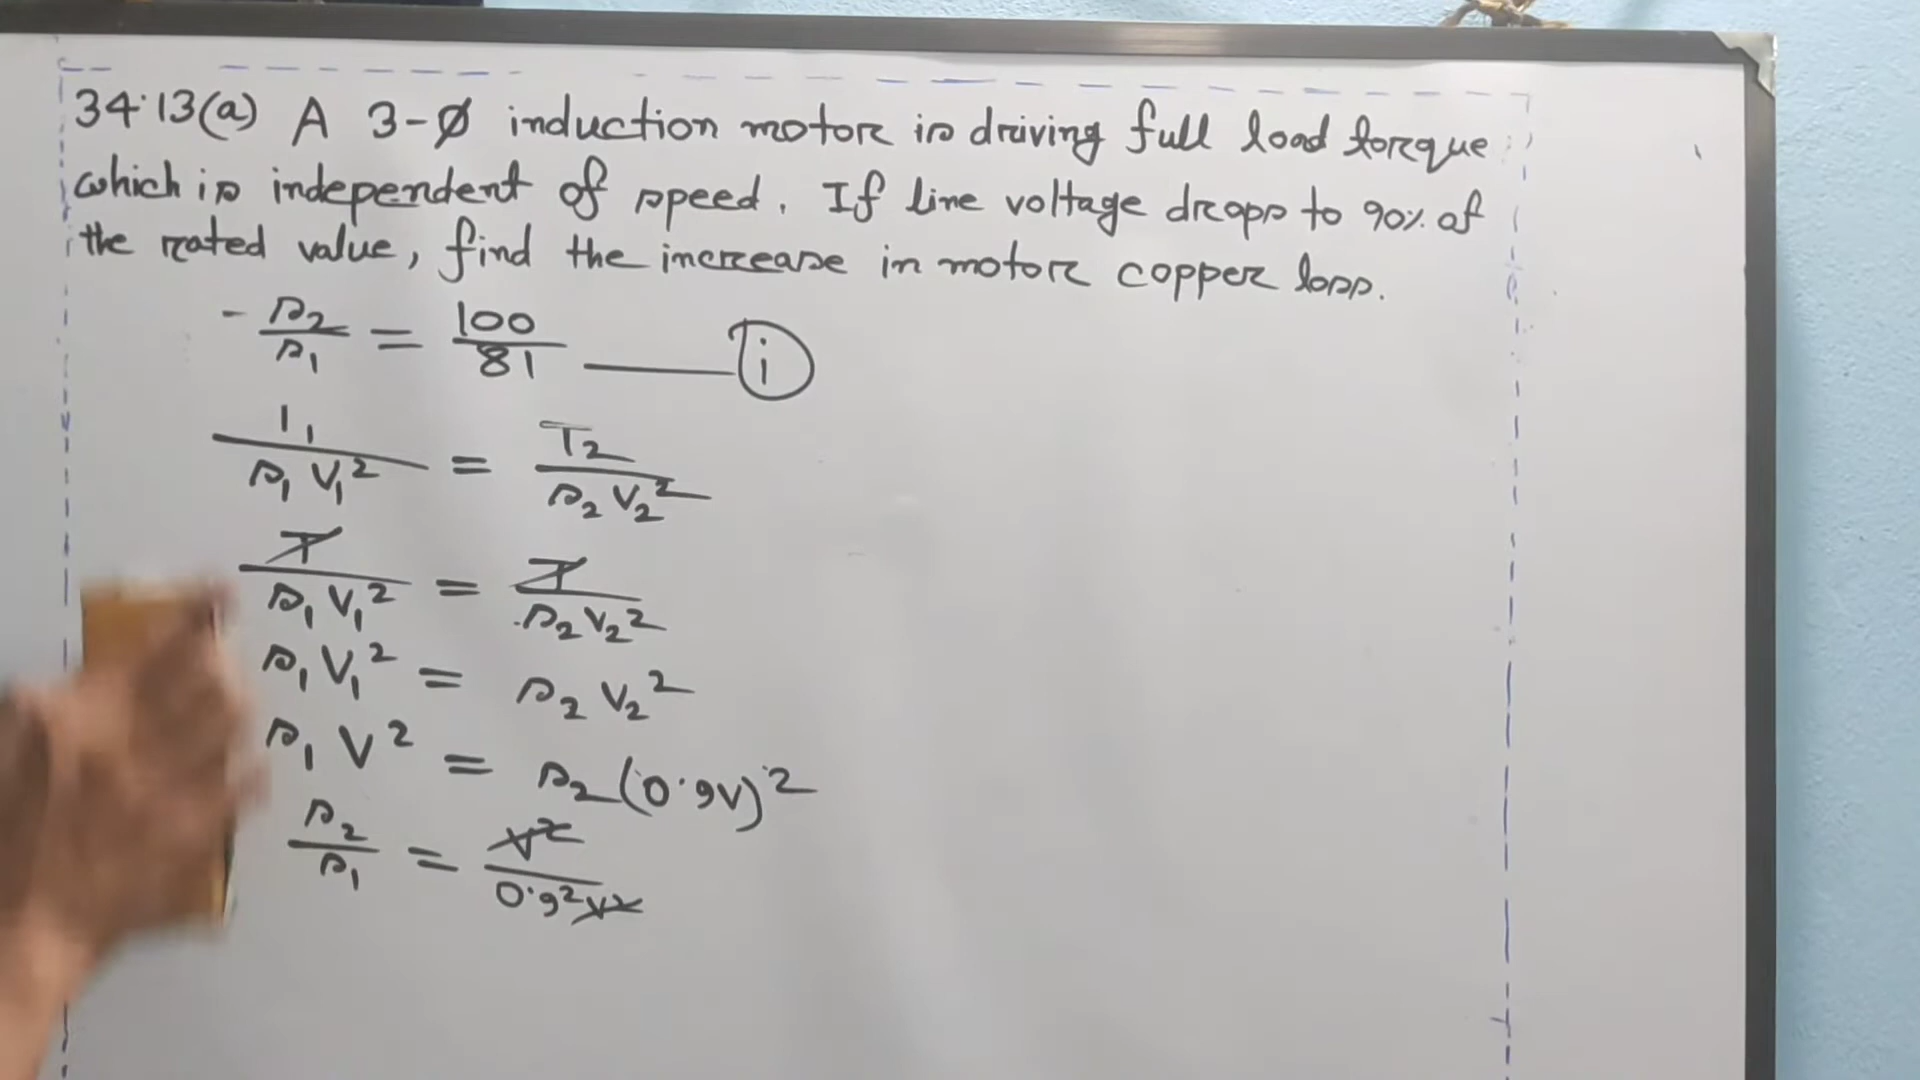 34.13(a) A 3-Ø induction motor is driving full load torque
which is independent of speed. If line voltage drops to 90% of
the rated value, find the increase in motor copper loss.
- s₂/s₁ = 100/81 —— (i)
T₁/(s₁ V₁²) = T₂/(s₂ V₂²)
T/(s₁ V₁²) = T/(s₂ V₂²)
s₁ V₁² = s₂ V₂²
s₁ V² = s₂ (0.9V)²
s₂/s₁ = V²/(0.9² V²)